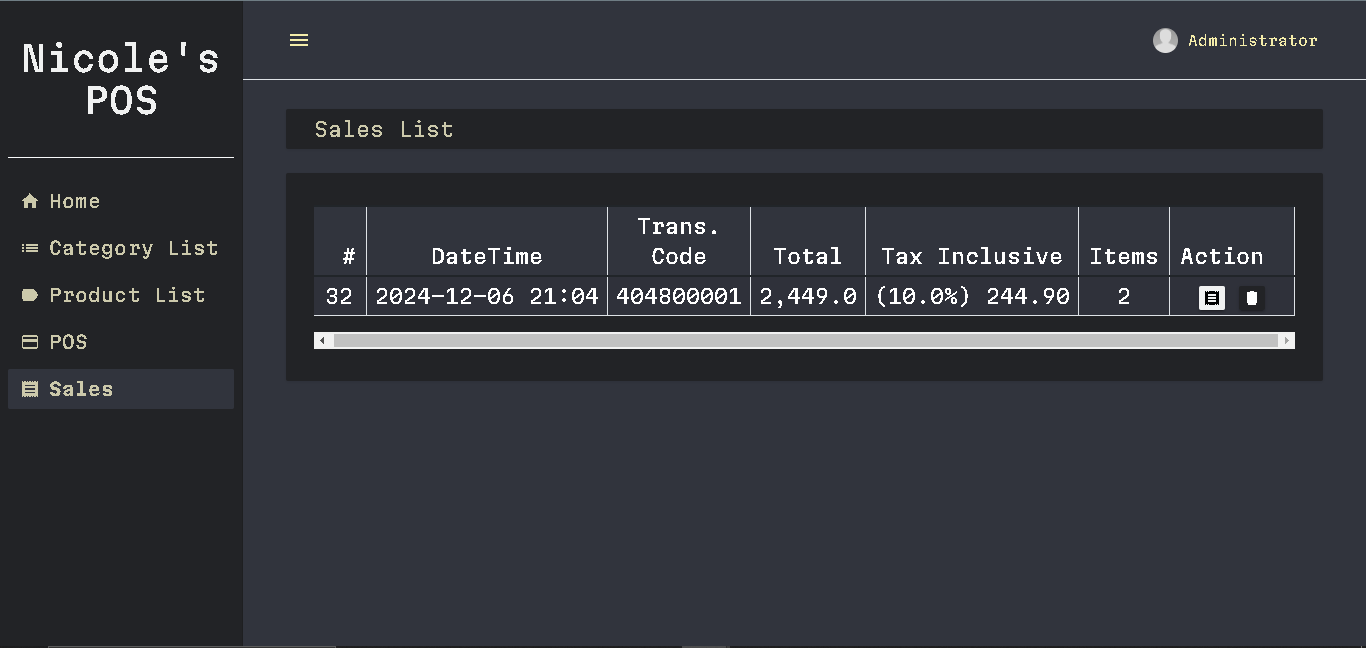 Nicole's
POS
Administrator
Home
Category List
Product List
POS
Sales
Sales List
# DateTime Trans. Code Total Tax Inclusive Items Action
32 2024-12-06 21:04 404800001 2,449.0 (10.0%) 244.90 2